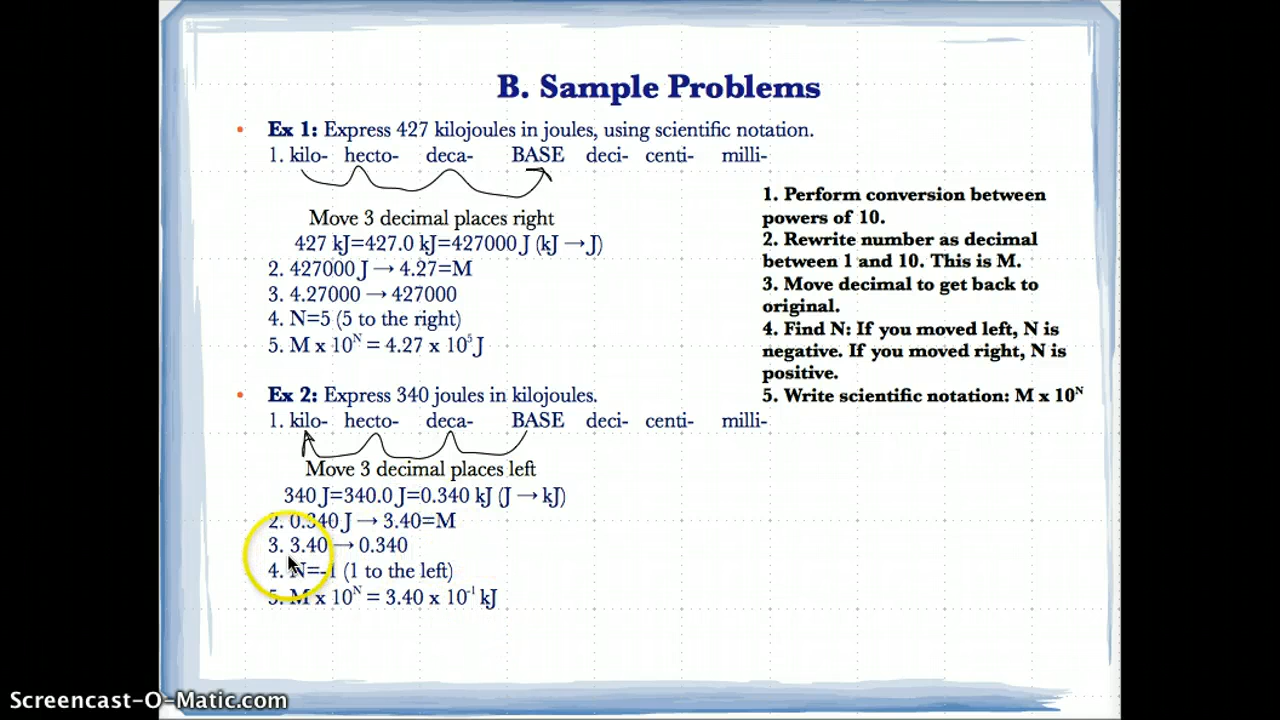 B. Sample Problems
• Ex 1: Express 427 kilojoules in joules, using scientific notation.
1. kilo- hecto- deca- BASE deci- centi- milli-
Move 3 decimal places right
427 kJ=427.0 kJ=427000 J (kJ → J)
2. 427000 J → 4.27=M
3. 4.27000 → 427000
4. N=5 (5 to the right)
5. M x 10ᴺ = 4.27 x 10⁵ J
• Ex 2: Express 340 joules in kilojoules.
1. kilo- hecto- deca- BASE deci- centi- milli-
Move 3 decimal places left
340 J=340.0 J=0.340 kJ (J → kJ)
2. 0.340 J → 3.40=M
3. 3.40 → 0.340
4. N=-1 (1 to the left)
5. M x 10ᴺ = 3.40 x 10⁻¹ kJ
1. Perform conversion between
powers of 10.
2. Rewrite number as decimal
between 1 and 10. This is M.
3. Move decimal to get back to
original.
4. Find N: If you moved left, N is
negative. If you moved right, N is
positive.
5. Write scientific notation: M x 10ᴺ
Screencast-O-Matic.com